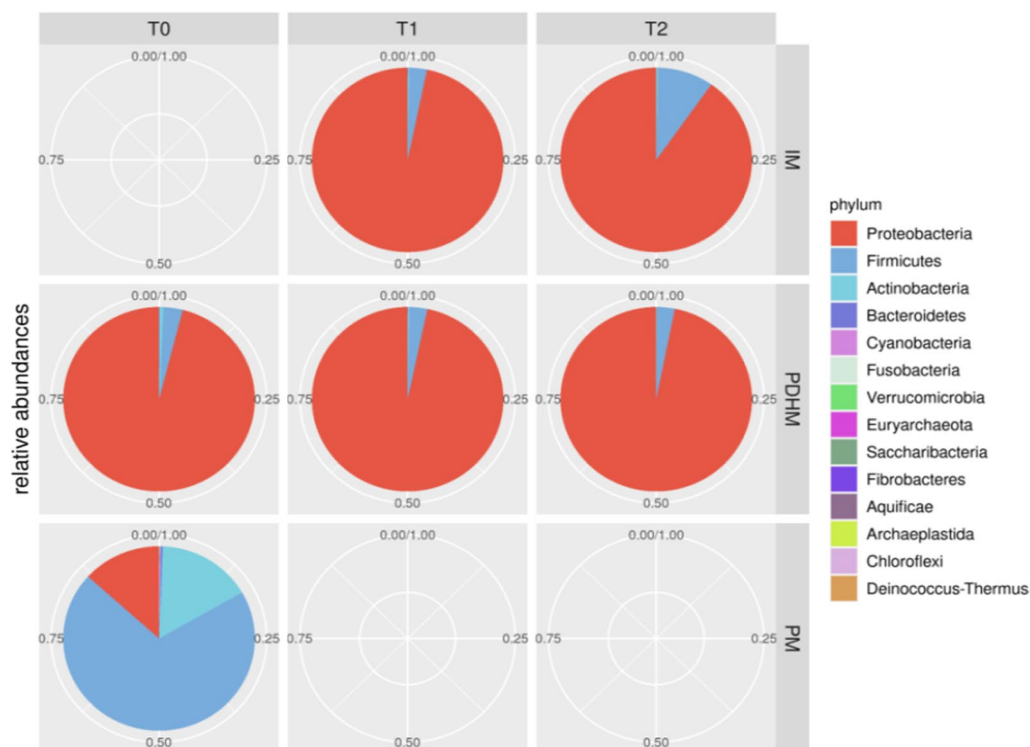 T0 T1 T2
0.00/1.00 0.00/1.00
0.75 0.25 0.75 0.25 0.75 0.25
0.50 0.50 0.50
IM
0.00/1.00 0.00/1.00 0.00/1.00
0.75 0.25 0.75 0.25 0.75 0.25
0.50 0.50 0.50
PDHM
0.00/1.00 0.00/1.00 0.00/1.00
0.75 0.25 0.75 0.25 0.75 0.25
0.50 0.50 0.50
PM
relative abundances
phylum
Proteobacteria
Firmicutes
Actinobacteria
Bacteroidetes
Cyanobacteria
Fusobacteria
Verrucomicrobia
Euryarchaeota
Saccharibacteria
Fibrobacteres
Aquificae
Archaeplastida
Chloroflexi
Deinococcus-Thermus